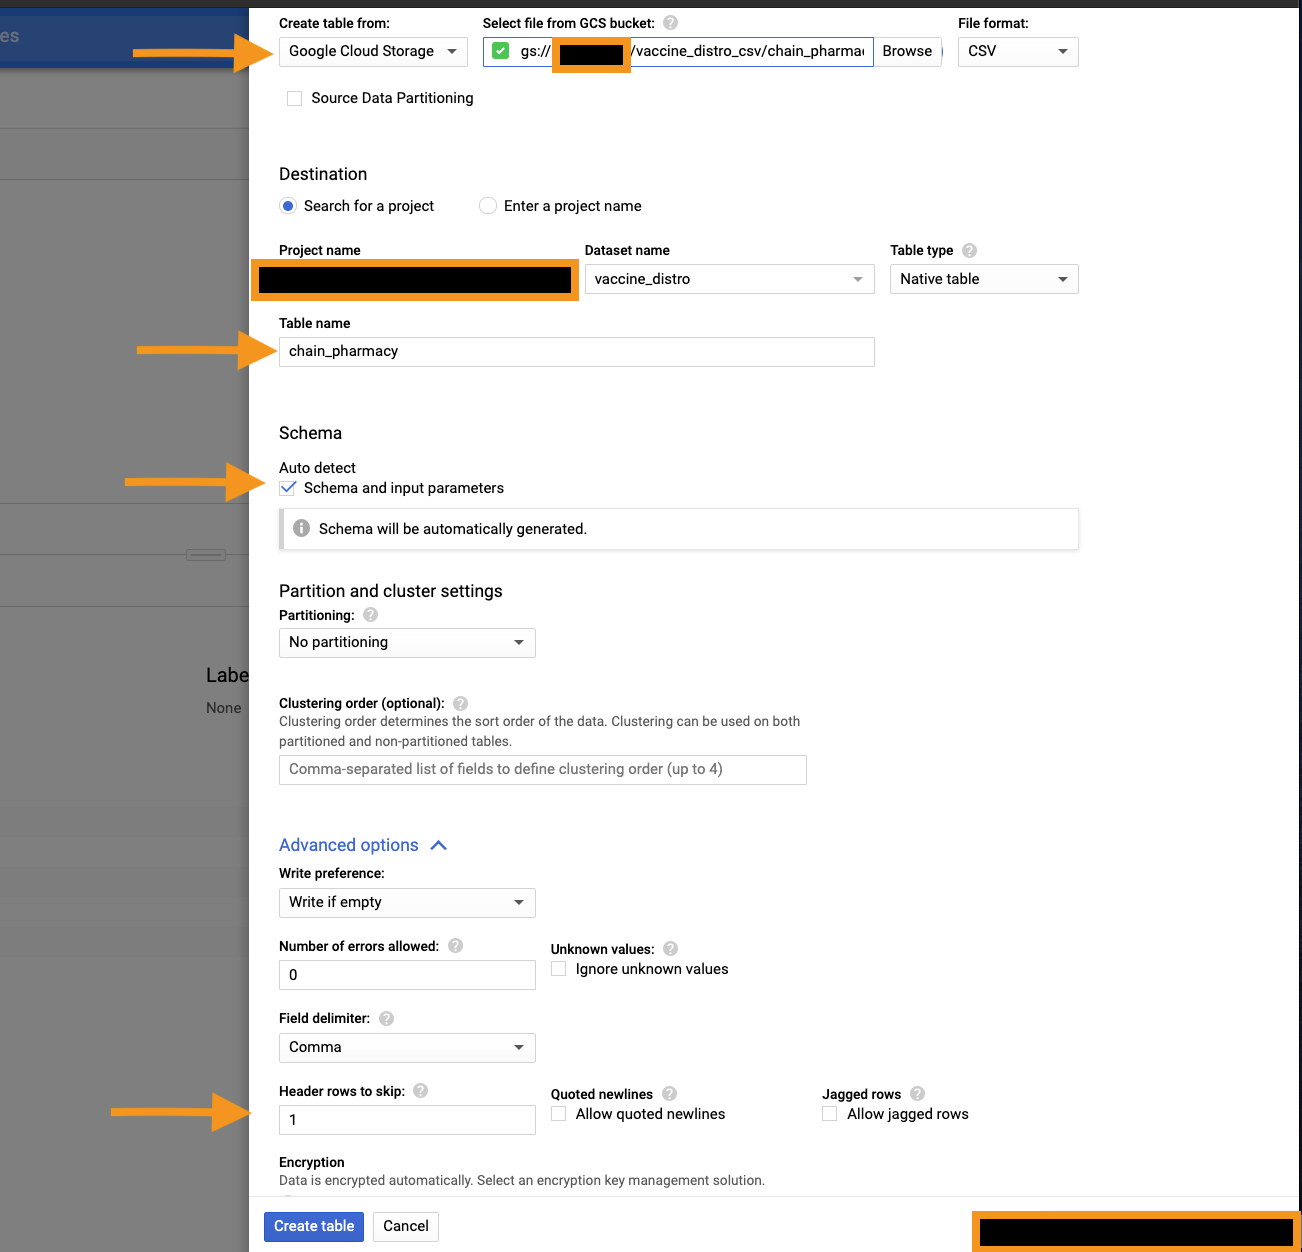 es
Create table from:
Select file from GCS bucket:
File format:
Google Cloud Storage
gs://
/vaccine_distro_csv/chain_pharmac
Browse
CSV
Source Data Partitioning
Destination
Search for a project
Enter a project name
Project name
Dataset name
Table type
vaccine_distro
Native table
Table name
chain_pharmacy
Schema
Auto detect
Schema and input parameters
Schema will be automatically generated.
Partition and cluster settings
Partitioning:
No partitioning
Labe
None
Clustering order (optional):
Clustering order determines the sort order of the data. Clustering can be used on both
partitioned and non-partitioned tables.
Comma-separated list of fields to define clustering order (up to 4)
Advanced options
Write preference:
Write if empty
Number of errors allowed:
Unknown values:
0
Ignore unknown values
Field delimiter:
Comma
Header rows to skip:
Quoted newlines
Jagged rows
1
Allow quoted newlines
Allow jagged rows
Encryption
Data is encrypted automatically. Select an encryption key management solution.
Create table
Cancel